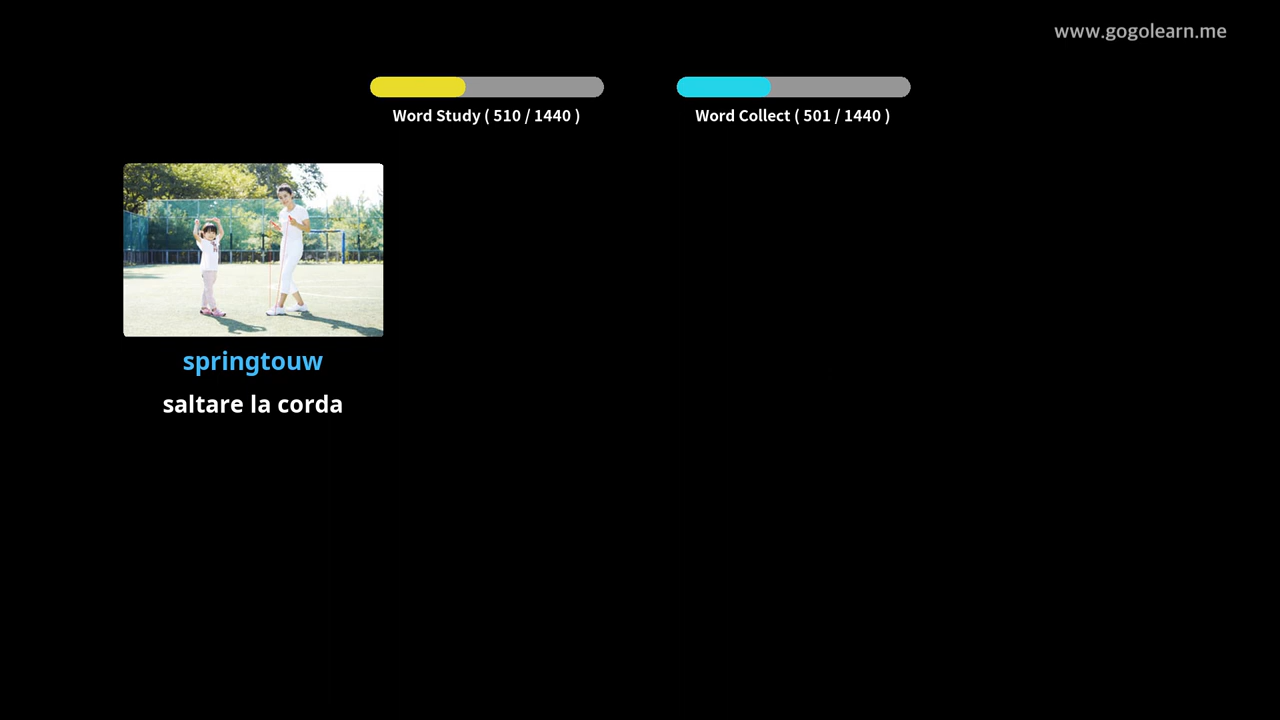 www.gogolearn.me
Word Study ( 510 / 1440 )
Word Collect ( 501 / 1440 )
springtouw
saltare la corda